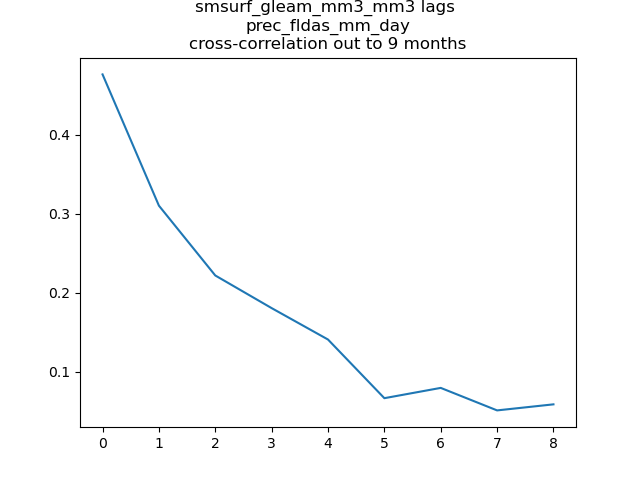 smsurf_gleam_mm3_mm3 lags
prec_fldas_mm_day
cross-correlation out to 9 months
0.4
0.3
0.2
0.1
0 1 2 3 4 5 6 7 8